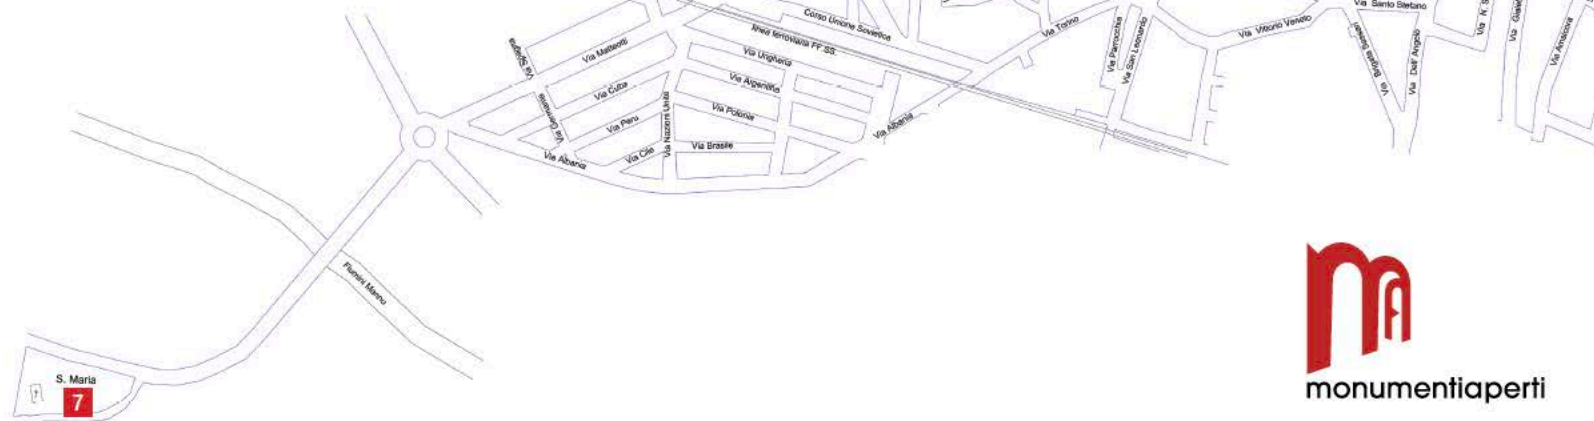 Via Santo Stefano
Corso Unione Sovietica
Via Torino
Via Vittorio Veneto
Via N. S
Via Parrocchia
Via San Leonardo
Via Dell'Angelo
Via Amsicora
linea ferroviaria FF.SS.
Via Spagna
Via Matteotti
Via Ungheria
Via Cuba
Via Argentina
Via Germania
Via Perù
Via Nazioni Unite
Via Polonia
Via Albania
Via Albania
Via Cile
Via Brasile
Flumini Mannu
S. Maria
7
monumentiaperti